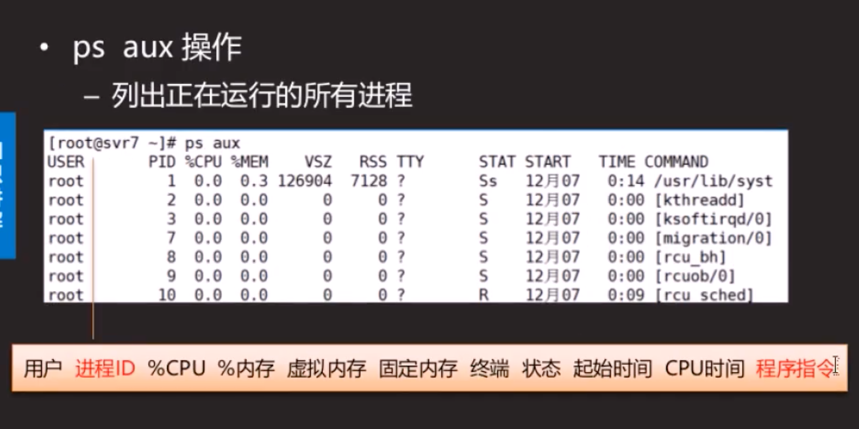 • ps aux 操作
– 列出正在运行的所有进程
[root@svr7 ~]# ps aux
USER PID %CPU %MEM VSZ RSS TTY STAT START TIME COMMAND
root 1 0.0 0.3 126904 7128 ? Ss 12月07 0:14 /usr/lib/syst
root 2 0.0 0.0 0 0 ? S 12月07 0:00 [kthreadd]
root 3 0.0 0.0 0 0 ? S 12月07 0:00 [ksoftirqd/0]
root 7 0.0 0.0 0 0 ? S 12月07 0:00 [migration/0]
root 8 0.0 0.0 0 0 ? S 12月07 0:00 [rcu_bh]
root 9 0.0 0.0 0 0 ? S 12月07 0:00 [rcuob/0]
root 10 0.0 0.0 0 0 ? R 12月07 0:09 [rcu_sched]
用户 进程ID %CPU %内存 虚拟内存 固定内存 终端 状态 起始时间 CPU时间 程序指令